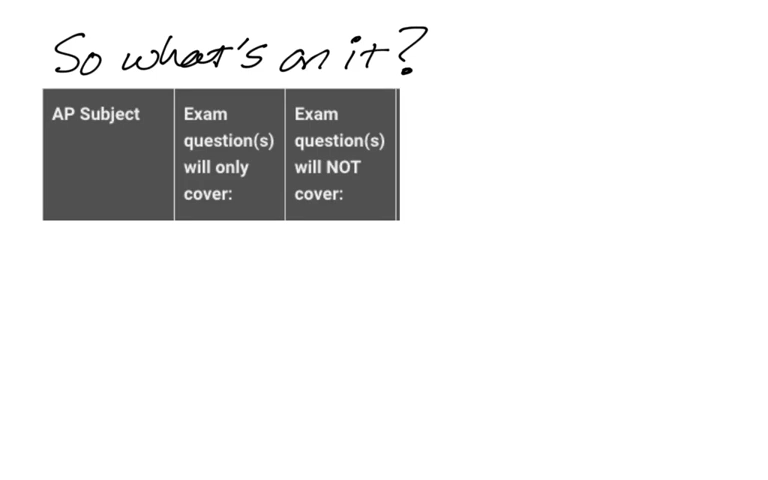 So what's on it?
AP Subject
Exam question(s) will only cover:
Exam question(s) will NOT cover: